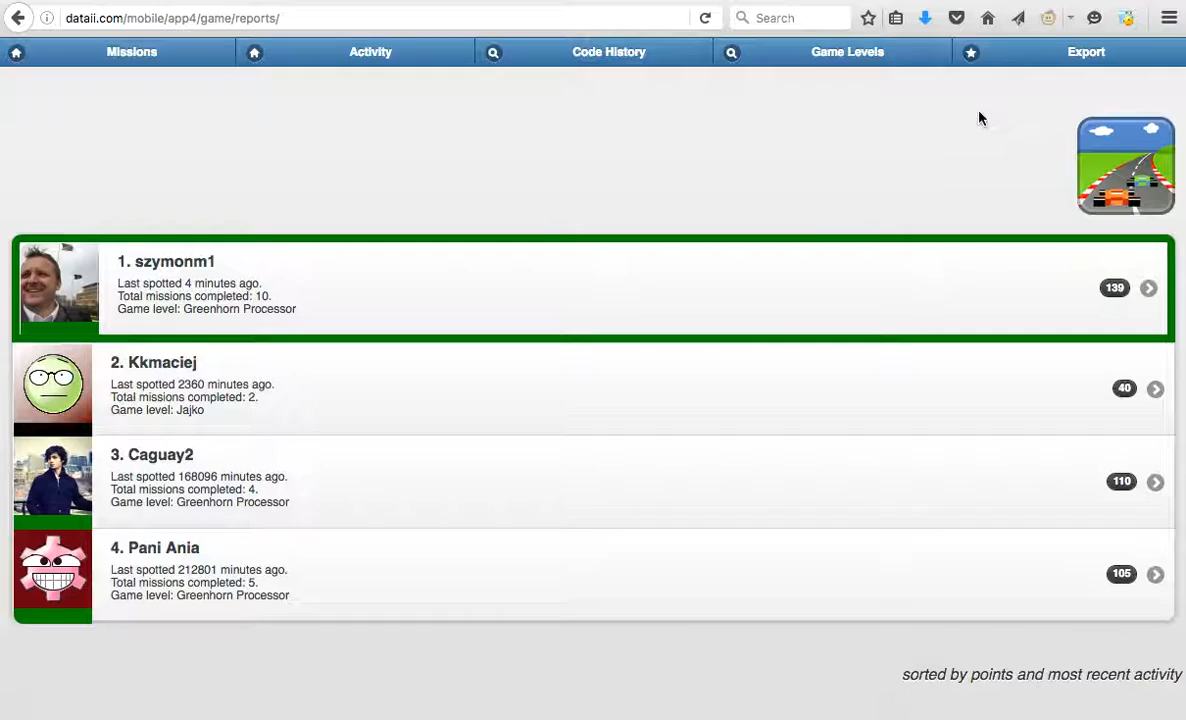 dataii.com/mobile/app4/game/reports/
Search
Missions
Activity
Code History
Game Levels
Export
1. szymonm1
Last spotted 4 minutes ago.
Total missions completed: 10.
Game level: Greenhorn Processor
139
2. Kkmaciej
Last spotted 2360 minutes ago.
Total missions completed: 2.
Game level: Jajko
40
3. Caguay2
Last spotted 168096 minutes ago.
Total missions completed: 4.
Game level: Greenhorn Processor
110
4. Pani Ania
Last spotted 212801 minutes ago.
Total missions completed: 5.
Game level: Greenhorn Processor
105
sorted by points and most recent activity